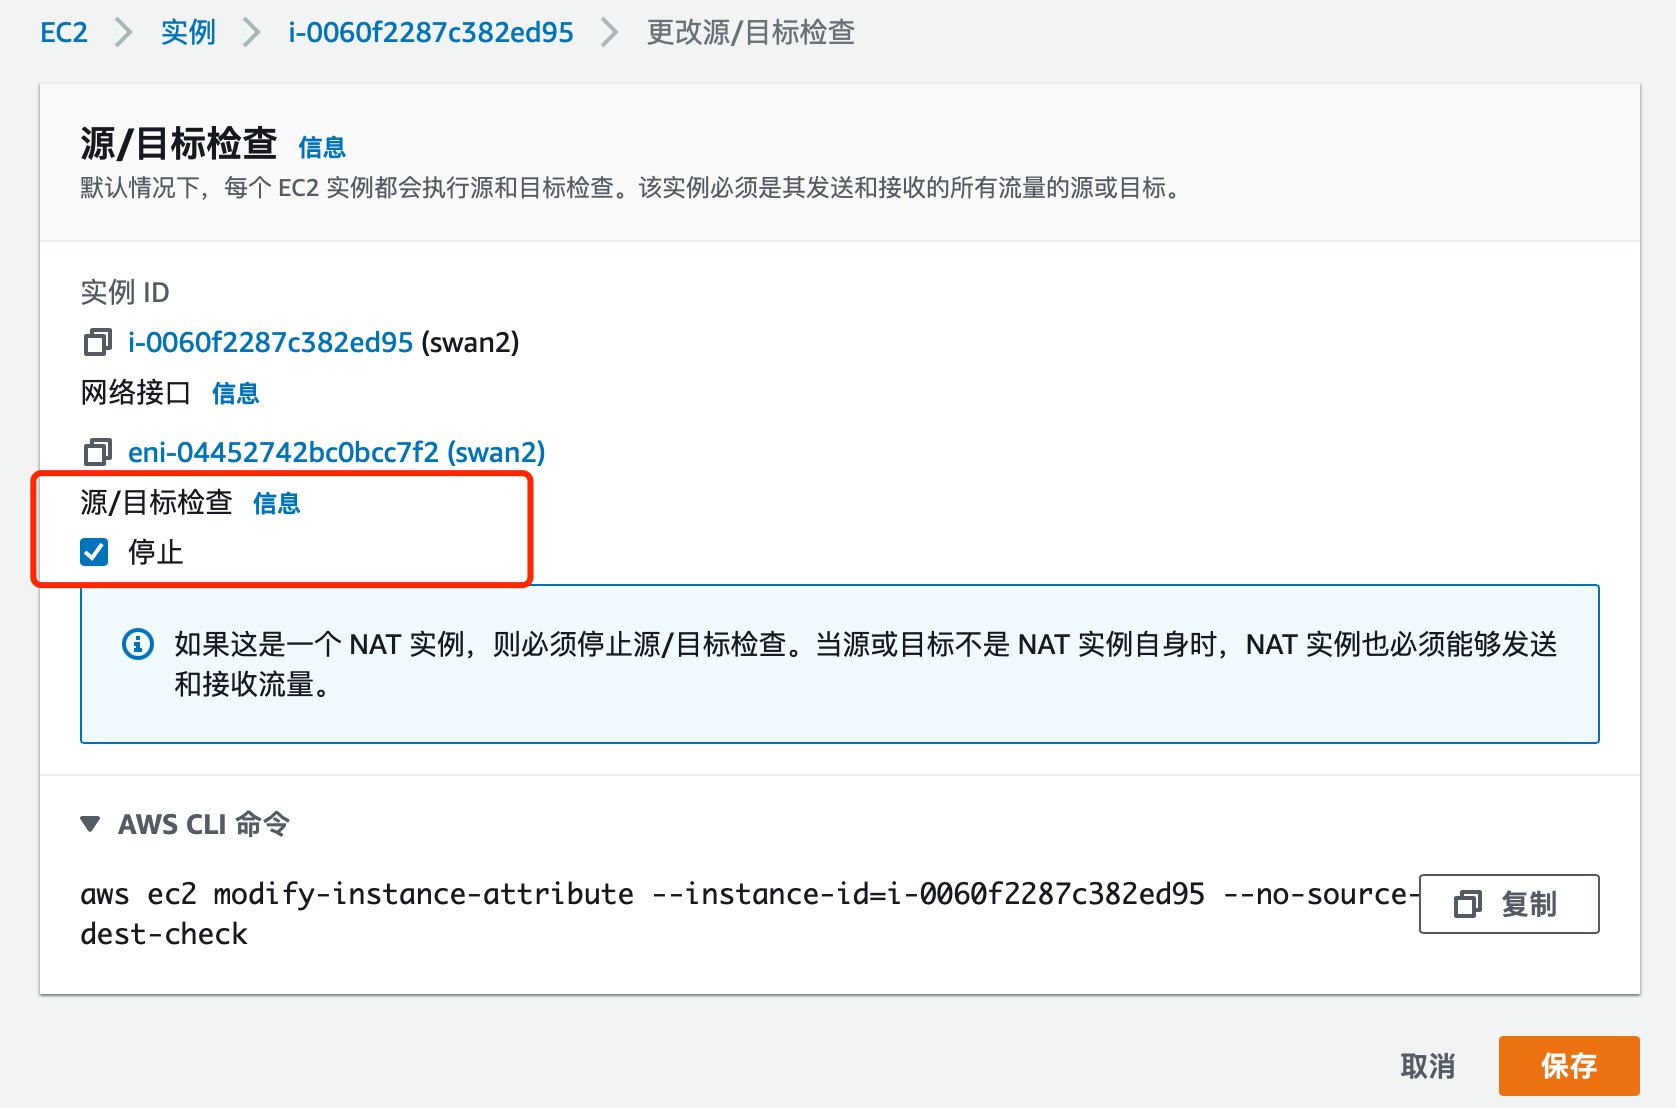 EC2 > 实例 > i-0060f2287c382ed95 > 更改源/目标检查
源/目标检查 信息
默认情况下，每个 EC2 实例都会执行源和目标检查。该实例必须是其发送和接收的所有流量的源或目标。
实例 ID
i-0060f2287c382ed95 (swan2)
网络接口 信息
eni-04452742bc0bcc7f2 (swan2)
源/目标检查 信息
停止
如果这是一个 NAT 实例，则必须停止源/目标检查。当源或目标不是 NAT 实例自身时，NAT 实例也必须能够发送
和接收流量。
AWS CLI 命令
aws ec2 modify-instance-attribute --instance-id=i-0060f2287c382ed95 --no-source-
dest-check
复制
取消 保存